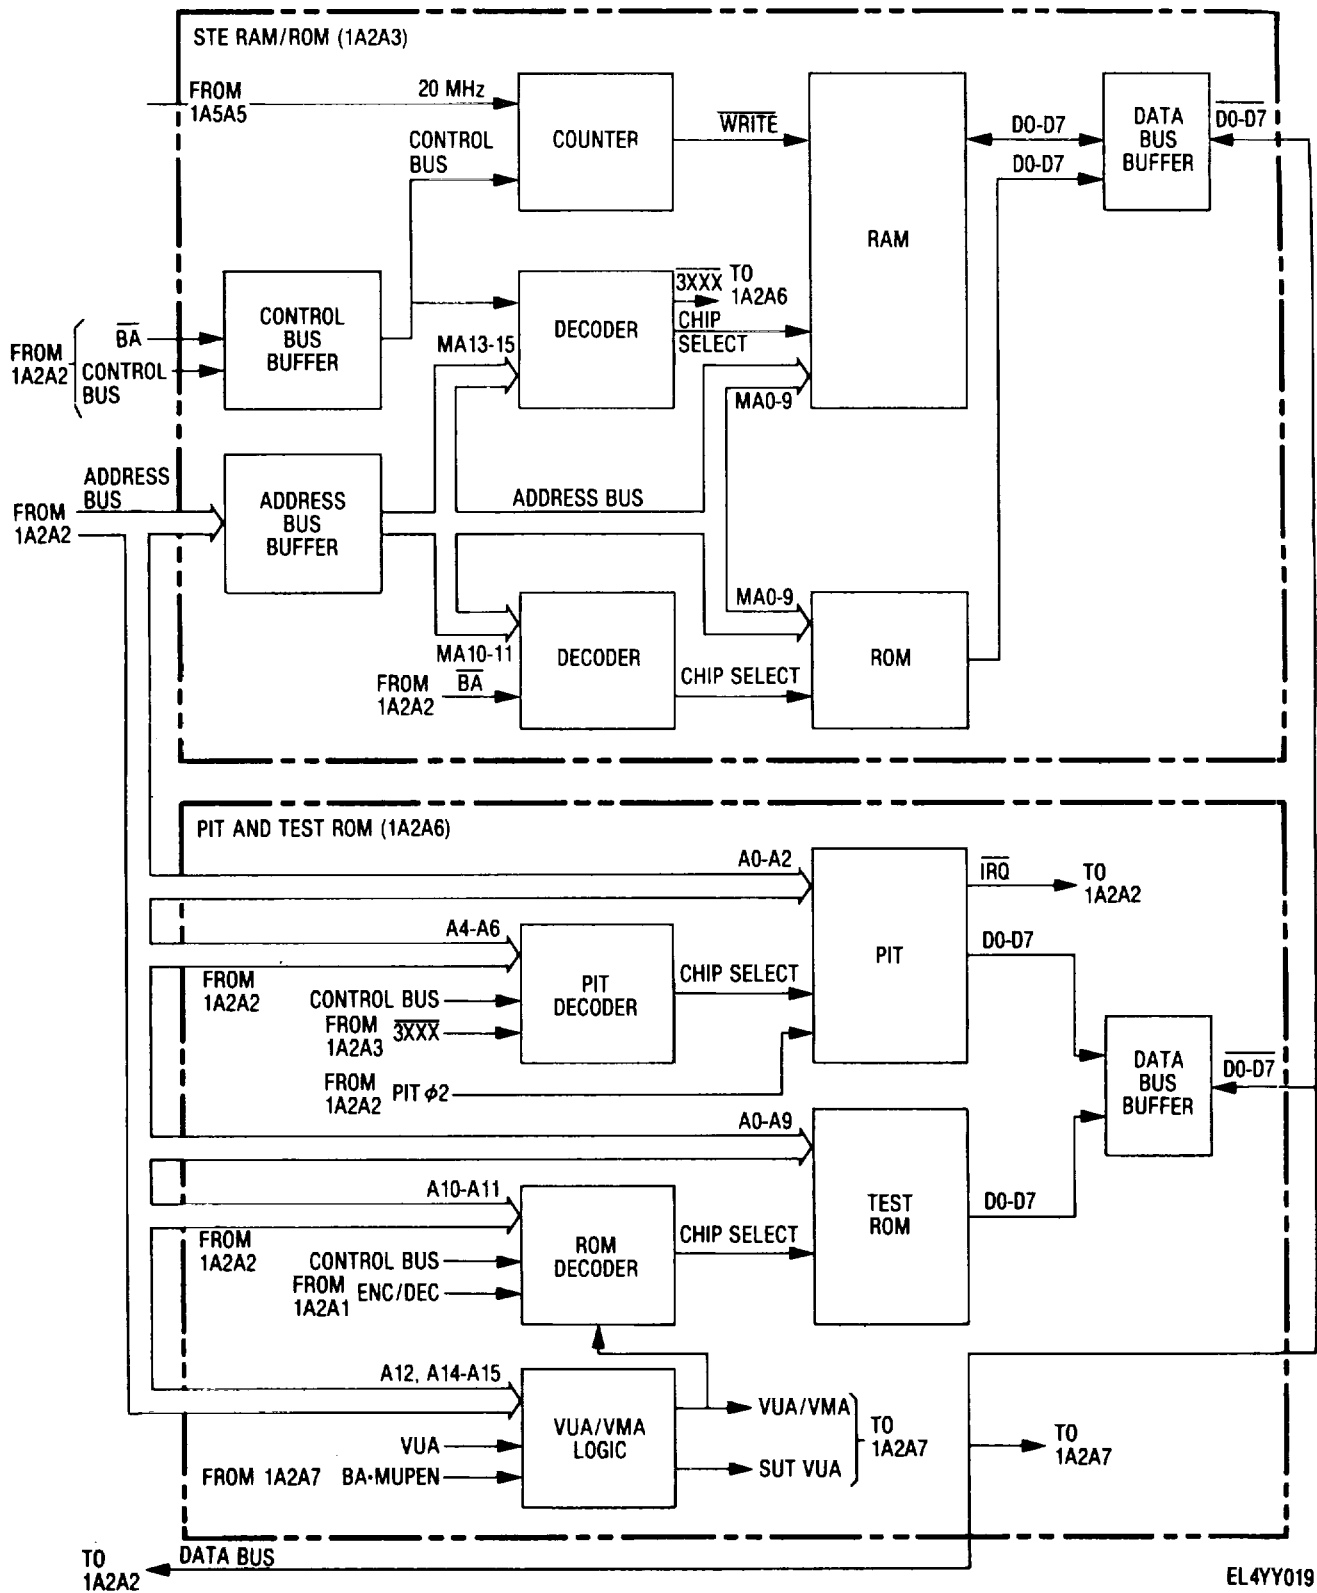 STE RAM/ROM (1A2A3)
FROM
1A5A5
20 MHz
CONTROL
BUS
COUNTER
WRITE
RAM
D0-D7
D0-D7
DATA
BUS
BUFFER
D0-D7
FROM
1A2A2
BA
CONTROL
BUS
CONTROL
BUS
BUFFER
DECODER
3XXX
TO
1A2A6
CHIP
SELECT
MA13-15
MA0-9
ADDRESS
BUS
FROM
1A2A2
ADDRESS
BUS
BUFFER
ADDRESS BUS
MA10-11
DECODER
FROM
1A2A2
BA
CHIP SELECT
MA0-9
ROM
PIT AND TEST ROM (1A2A6)
A0-A2
PIT
IRQ
TO
1A2A2
D0-D7
A4-A6
FROM
1A2A2
PIT
DECODER
CHIP SELECT
CONTROL BUS
FROM
1A2A3
3XXX
FROM
1A2A2
PIT ϕ2
DATA
BUS
BUFFER
D0-D7
A0-A9
TEST
ROM
D0-D7
A10-A11
FROM
1A2A2
ROM
DECODER
CHIP SELECT
CONTROL BUS
FROM
1A2A1
ENC/DEC
A12, A14-A15
VUA/VMA
LOGIC
VUA
FROM 1A2A7
BA•MUPEN
VUA/VMA
SUT VUA
TO
1A2A7
TO
1A2A7
TO
1A2A2
DATA BUS
EL4YY019